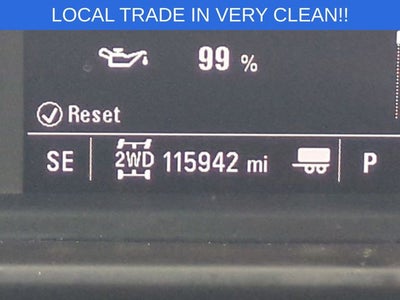 LOCAL TRADE IN VERY CLEAN!!
99 %
Reset
SE 2WD 115942 mi P